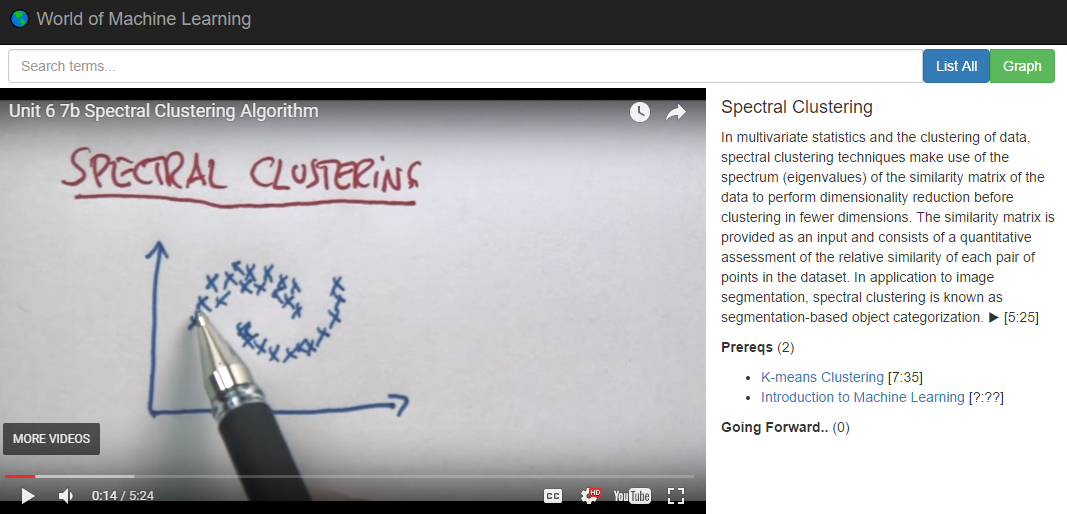 World of Machine Learning
Search terms...
List All
Graph
Unit 6 7b Spectral Clustering Algorithm
SPECTRAL CLUSTERING
MORE VIDEOS
0:14 / 5:24
CC
HD
YouTube
Spectral Clustering
In multivariate statistics and the clustering of data,
spectral clustering techniques make use of the
spectrum (eigenvalues) of the similarity matrix of the
data to perform dimensionality reduction before
clustering in fewer dimensions. The similarity matrix is
provided as an input and consists of a quantitative
assessment of the relative similarity of each pair of
points in the dataset. In application to image
segmentation, spectral clustering is known as
segmentation-based object categorization. ▶ [5:25]
Prereqs (2)
• K-means Clustering [7:35]
• Introduction to Machine Learning [?:??]
Going Forward.. (0)